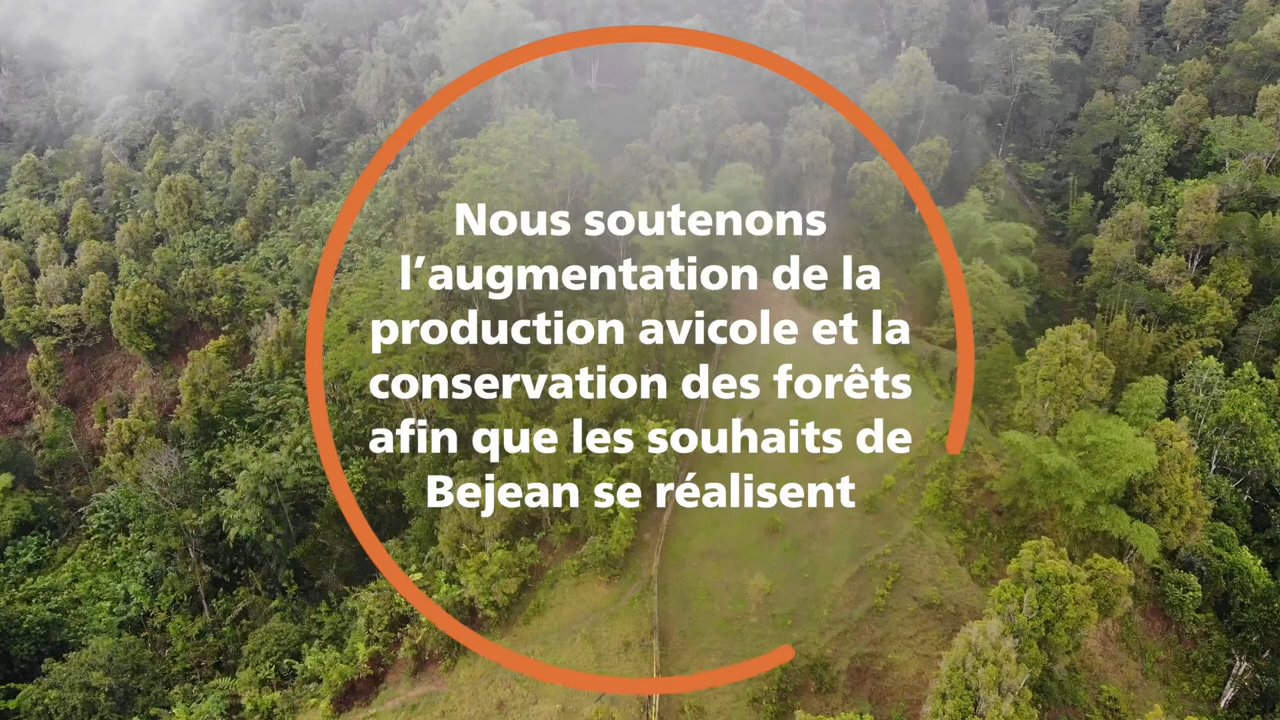 Nous soutenons
l’augmentation de la
production avicole et la
conservation des forêts
afin que les souhaits de
Bejean se réalisent